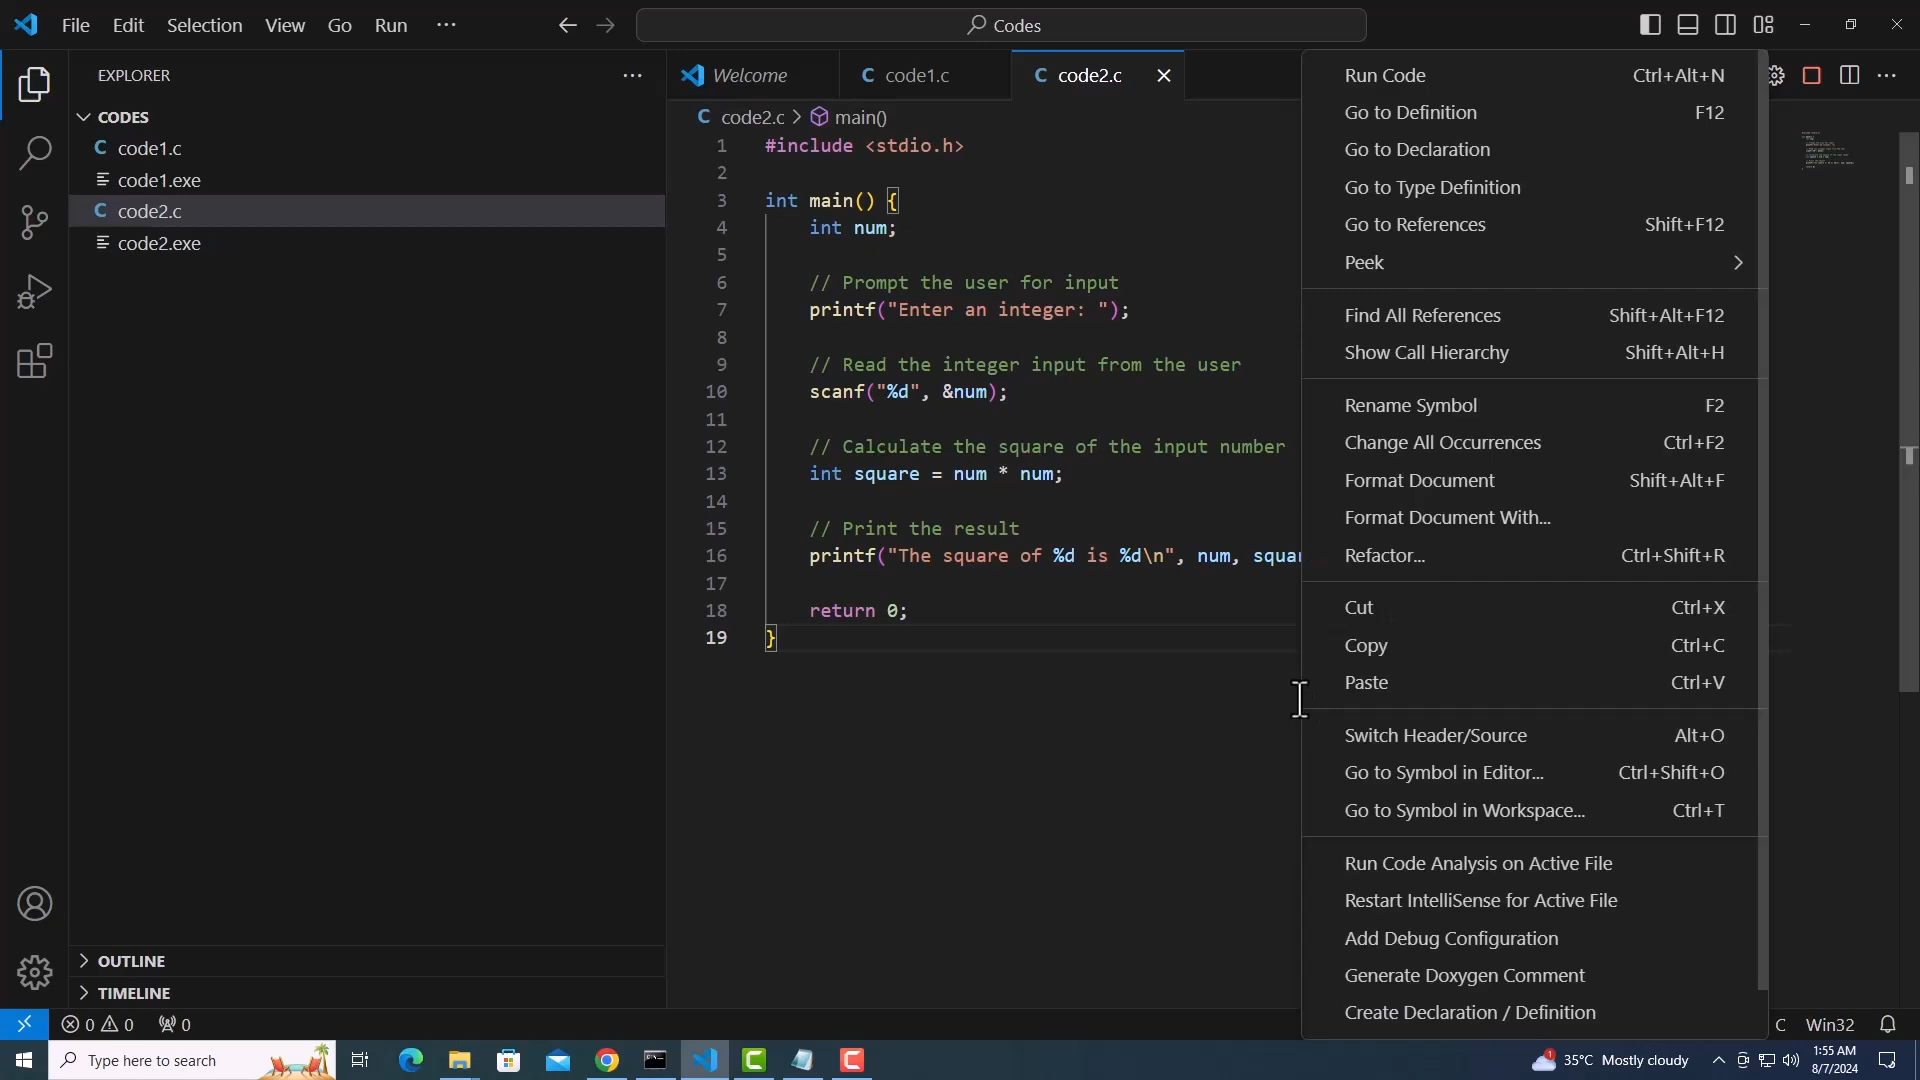 File Edit Selection View Go Run ···
Codes
EXPLORER
CODES
code1.c
code1.exe
code2.c
code2.exe
OUTLINE
TIMELINE
Welcome
code1.c
code2.c
code2.c > main()
1 #include <stdio.h>
2
3 int main() {
4 int num;
5
6 // Prompt the user for input
7 printf("Enter an integer: ");
8
9 // Read the integer input from the user
10 scanf("%d", &num);
11
12 // Calculate the square of the input number
13 int square = num * num;
14
15 // Print the result
16 printf("The square of %d is %d\n", num, squar
17
18 return 0;
19 }
Run Code Ctrl+Alt+N
Go to Definition F12
Go to Declaration
Go to Type Definition
Go to References Shift+F12
Peek
Find All References Shift+Alt+F12
Show Call Hierarchy Shift+Alt+H
Rename Symbol F2
Change All Occurrences Ctrl+F2
Format Document Shift+Alt+F
Format Document With...
Refactor... Ctrl+Shift+R
Cut Ctrl+X
Copy Ctrl+C
Paste Ctrl+V
Switch Header/Source Alt+O
Go to Symbol in Editor... Ctrl+Shift+O
Go to Symbol in Workspace... Ctrl+T
Run Code Analysis on Active File
Restart IntelliSense for Active File
Add Debug Configuration
Generate Doxygen Comment
Create Declaration / Definition
0 0 0
C Win32
Type here to search
1 35°C Mostly cloudy
1:55 AM
8/7/2024